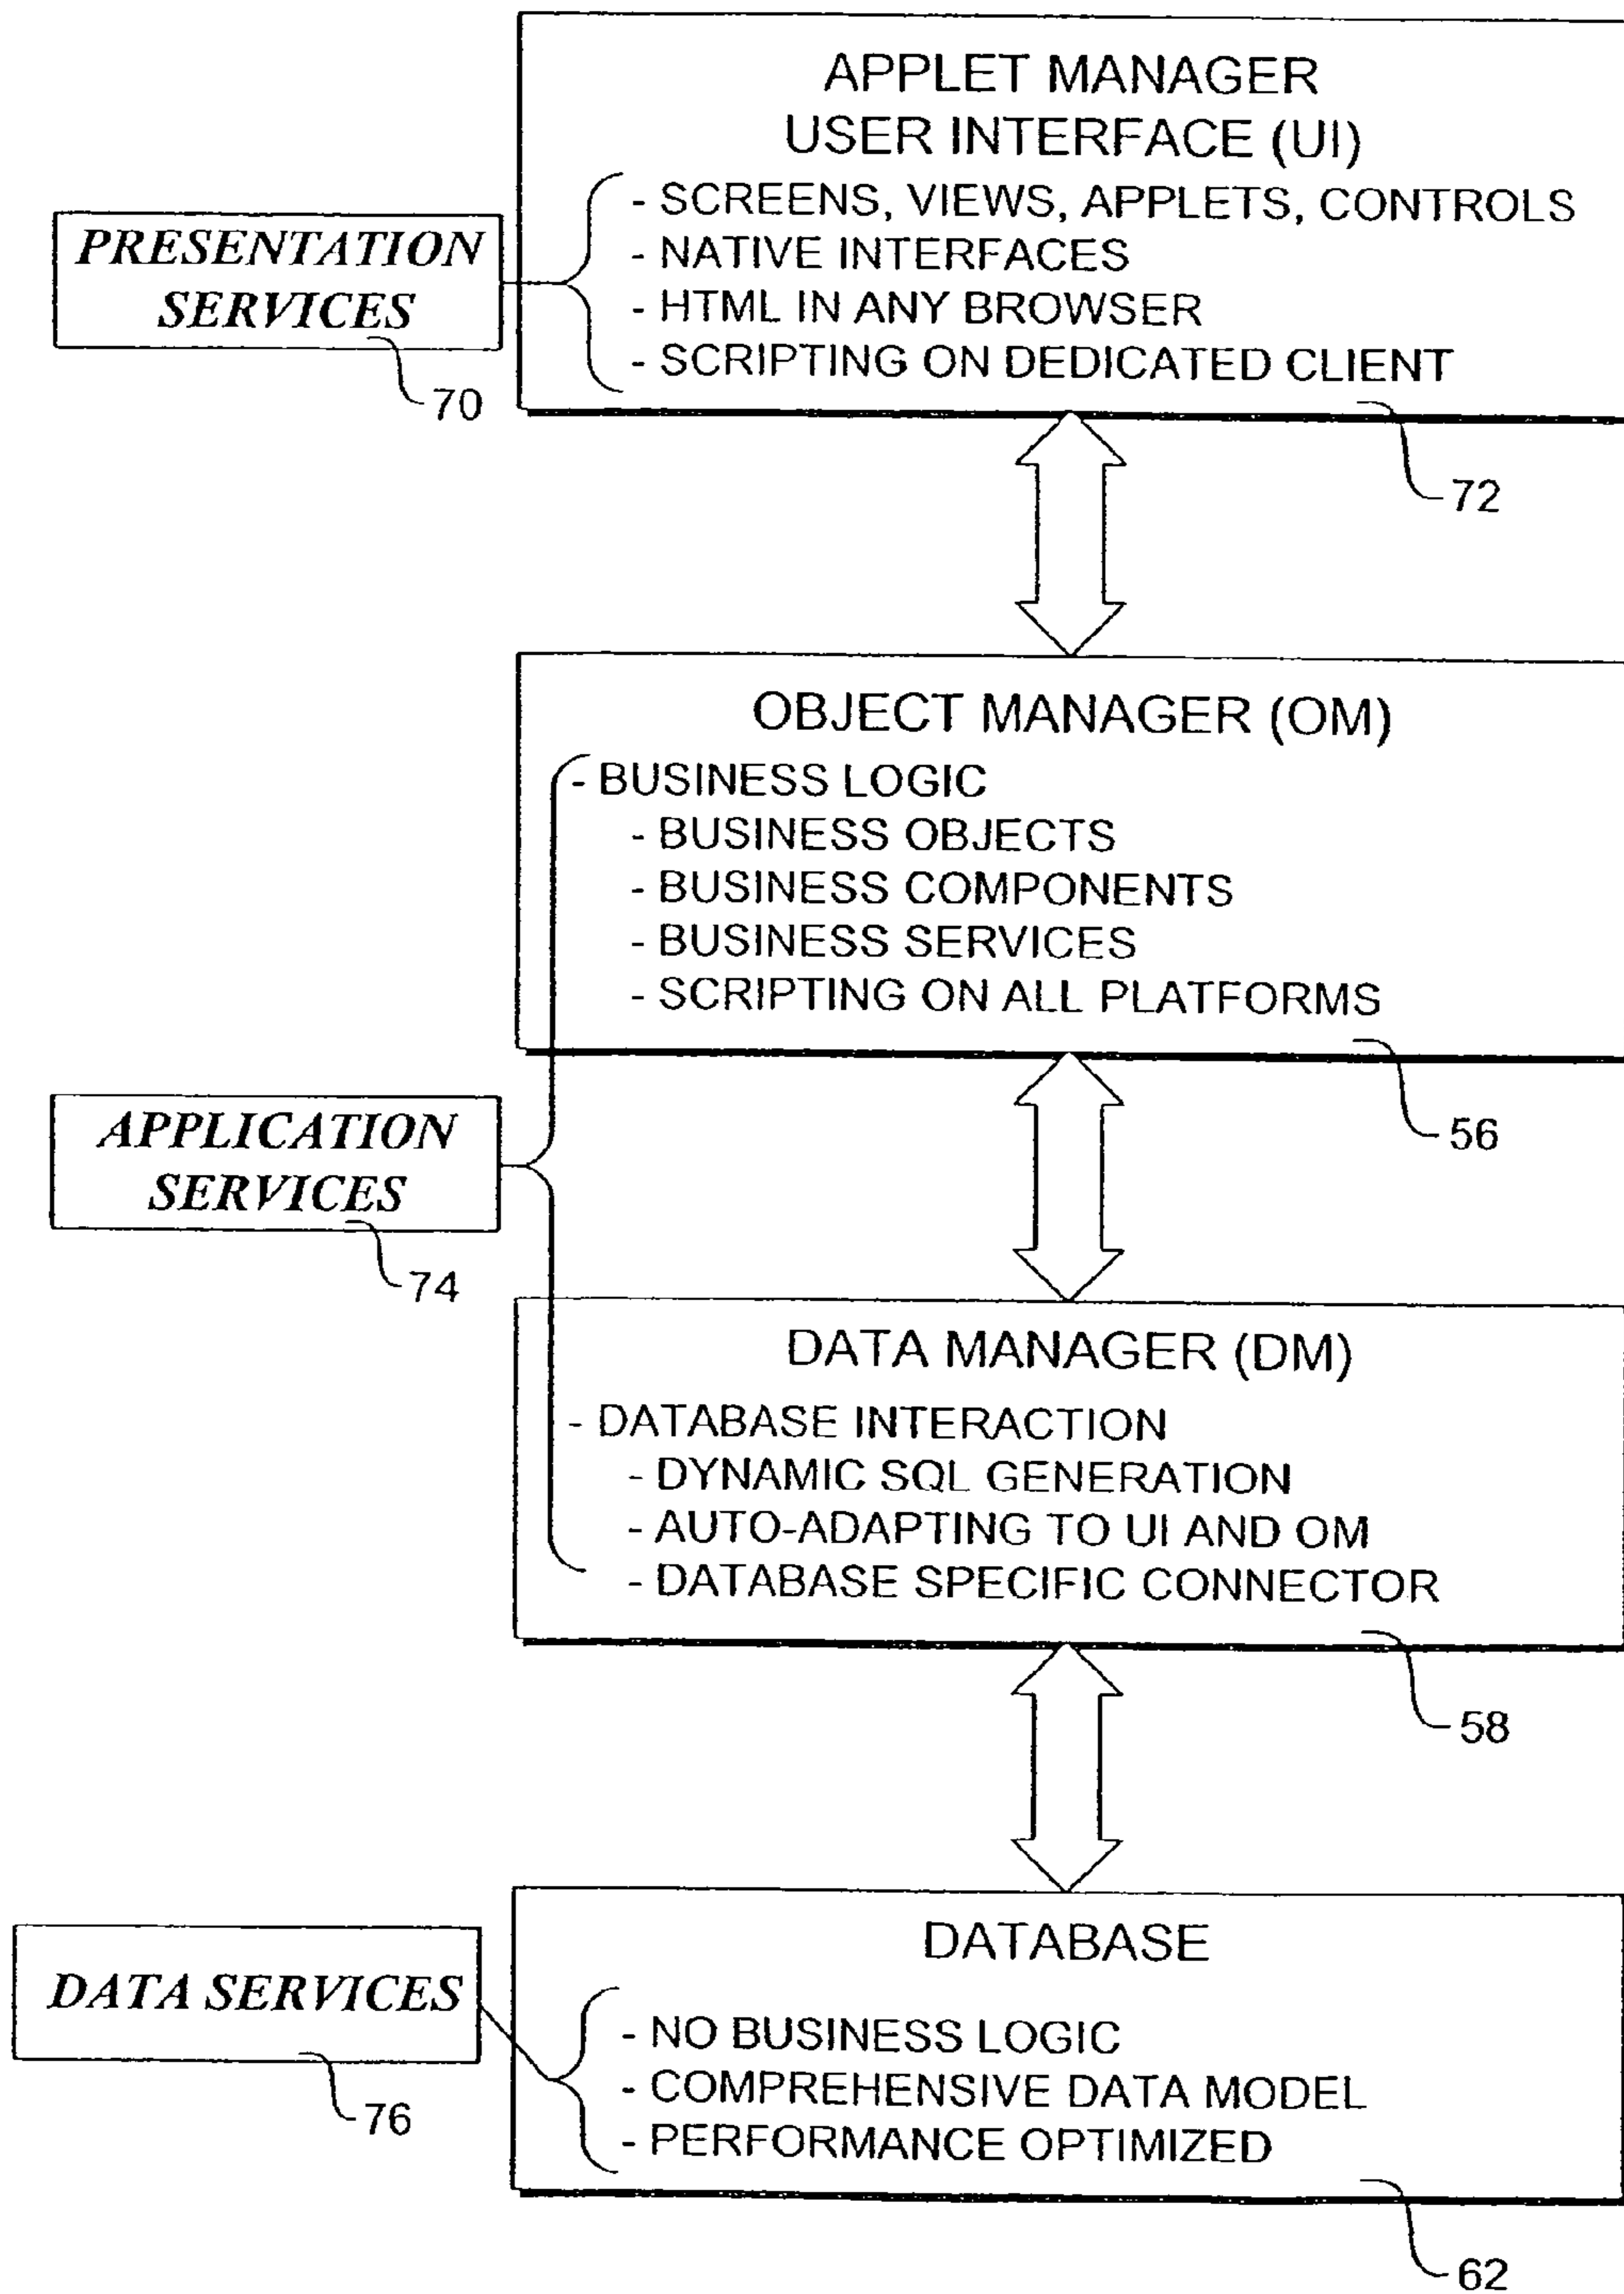 APPLET MANAGER
USER INTERFACE (UI)
- SCREENS, VIEWS, APPLETS, CONTROLS
- NATIVE INTERFACES
- HTML IN ANY BROWSER
- SCRIPTING ON DEDICATED CLIENT
72
PRESENTATION
SERVICES
70
OBJECT MANAGER (OM)
- BUSINESS LOGIC
- BUSINESS OBJECTS
- BUSINESS COMPONENTS
- BUSINESS SERVICES
- SCRIPTING ON ALL PLATFORMS
56
APPLICATION
SERVICES
74
DATA MANAGER (DM)
- DATABASE INTERACTION
- DYNAMIC SQL GENERATION
- AUTO-ADAPTING TO UI AND OM
- DATABASE SPECIFIC CONNECTOR
58
DATABASE
- NO BUSINESS LOGIC
- COMPREHENSIVE DATA MODEL
- PERFORMANCE OPTIMIZED
62
DATA SERVICES
76